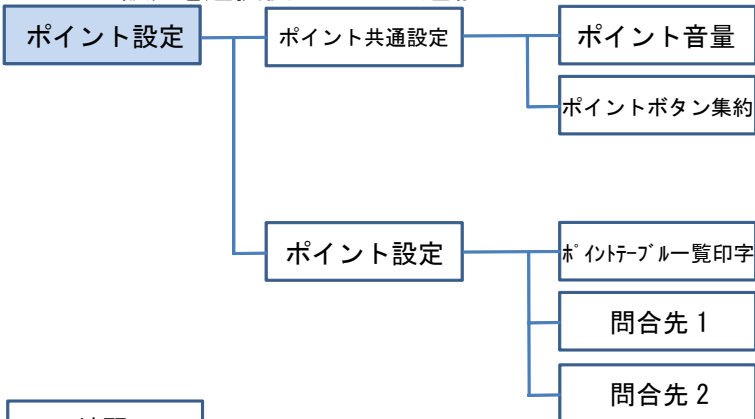 ポイント設定
ポイント共通設定
ポイント音量
ポイントボタン集約
ポイント設定
ﾎﾟｲﾝﾄﾃｰﾌﾞﾙ一覧印字
問合先 1
問合先 2